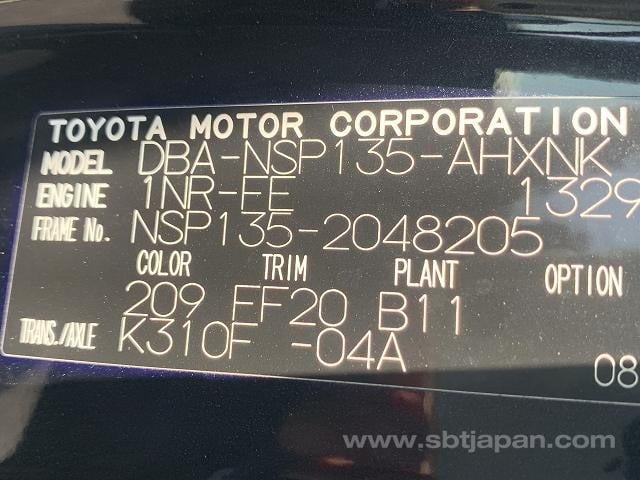 TOYOTA MOTOR CORPORATION
MODEL DBA-NSP135-AHXNK
ENGINE 1NR-FE 1329
FRAME No. NSP135-2048205
COLOR TRIM PLANT OPTION
209 FF20 B11
TRANS./AXLE K310F -04A
08
www.sbtjapan.com